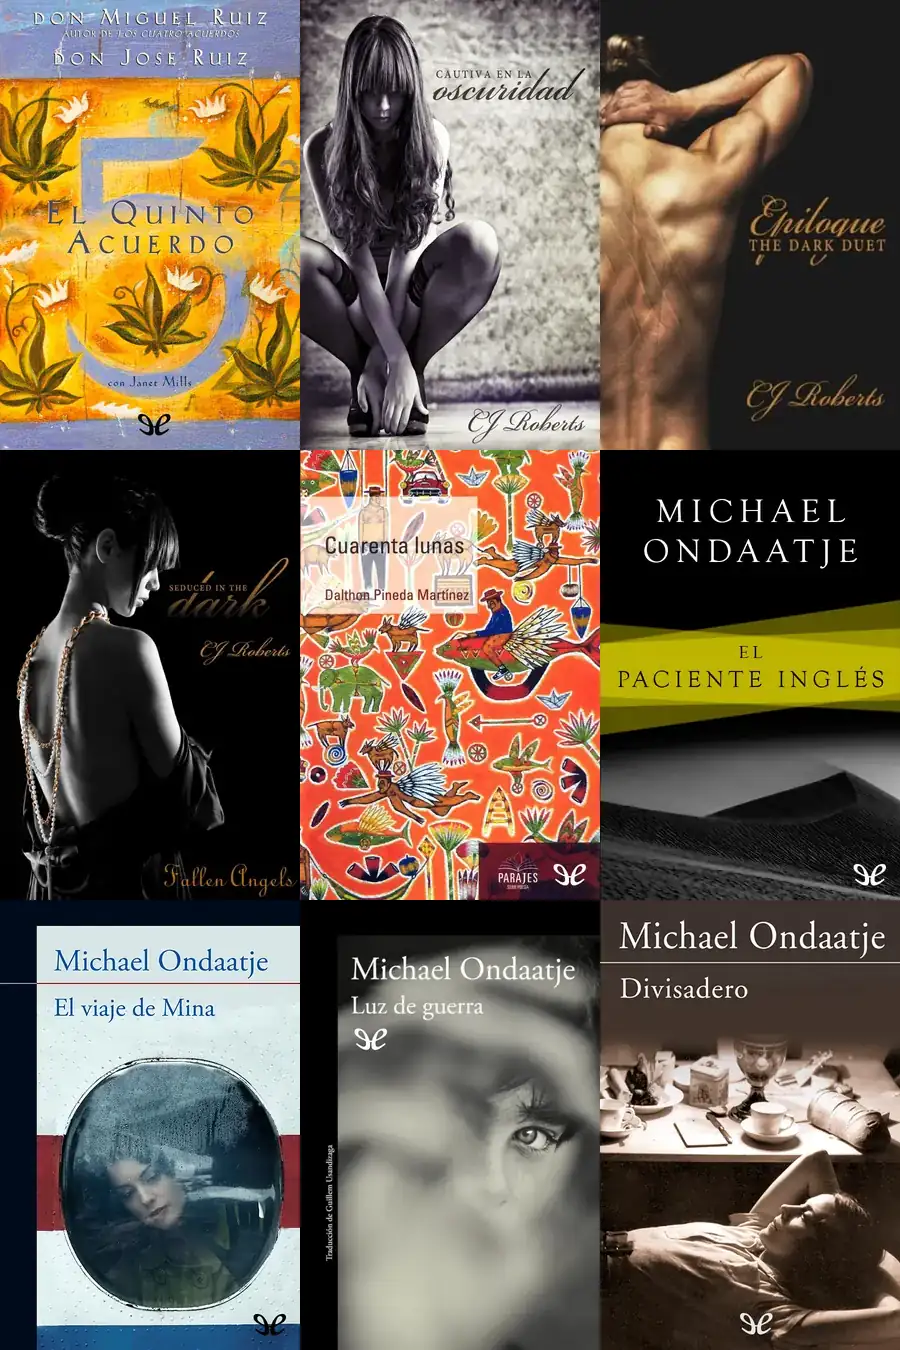 DON MIGUEL RUIZ
AUTOR DE LOS CUATRO ACUERDOS
DON JOSE RUIZ
5
EL QUINTO
ACUERDO
con Janet Mills
CAUTIVA EN LA
oscuridad
CJ Roberts
Epilogue
THE DARK DUET
CJ Roberts
SEDUCED IN THE
dark
CJ Roberts
Fallen Angels
Cuarenta lunas
Dalthon Pineda Martínez
PARAJES
MICHAEL
ONDAATJE
EL
PACIENTE INGLÉS
Michael Ondaatje
El viaje de Mina
Michael Ondaatje
Luz de guerra
Traducción de Guillem Usandizaga
Michael Ondaatje
Divisadero